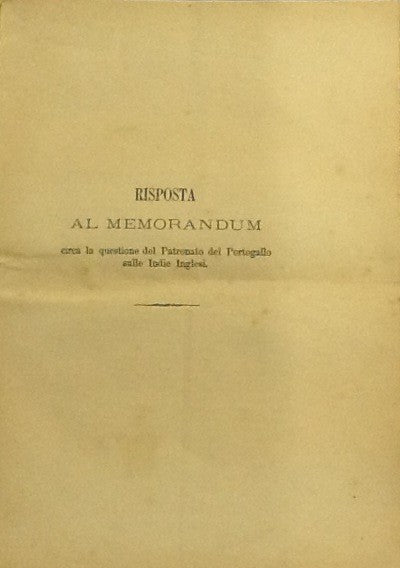 RISPOSTA
AL MEMORANDUM
circa la questione del Patronato del Portogallo
sulle Indie Inglesi.